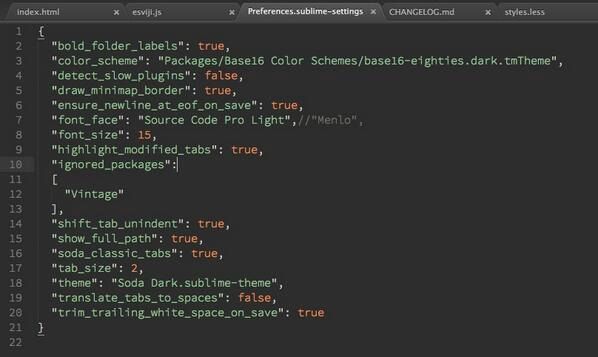 index.html × esviji.js × Preferences.sublime-settings × CHANGELOG.md × styles.less ×
1 {
2 "bold_folder_labels": true,
3 "color_scheme": "Packages/Base16 Color Schemes/base16-eighties.dark.tmTheme",
4 "detect_slow_plugins": false,
5 "draw_minimap_border": true,
6 "ensure_newline_at_eof_on_save": true,
7 "font_face": "Source Code Pro Light",//"Menlo",
8 "font_size": 15,
9 "highlight_modified_tabs": true,
10 "ignored_packages":
11 [
12 "Vintage"
13 ],
14 "shift_tab_unindent": true,
15 "show_full_path": true,
16 "soda_classic_tabs": true,
17 "tab_size": 2,
18 "theme": "Soda Dark.sublime-theme",
19 "translate_tabs_to_spaces": false,
20 "trim_trailing_white_space_on_save": true
21 }
22